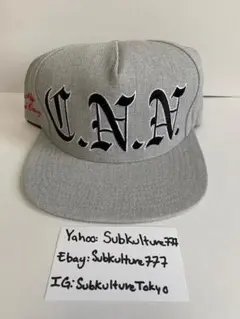 C.N.N.
Yahoo: Subkulture777
Ebay: Subkulture777
IG: SubkultureTokyo